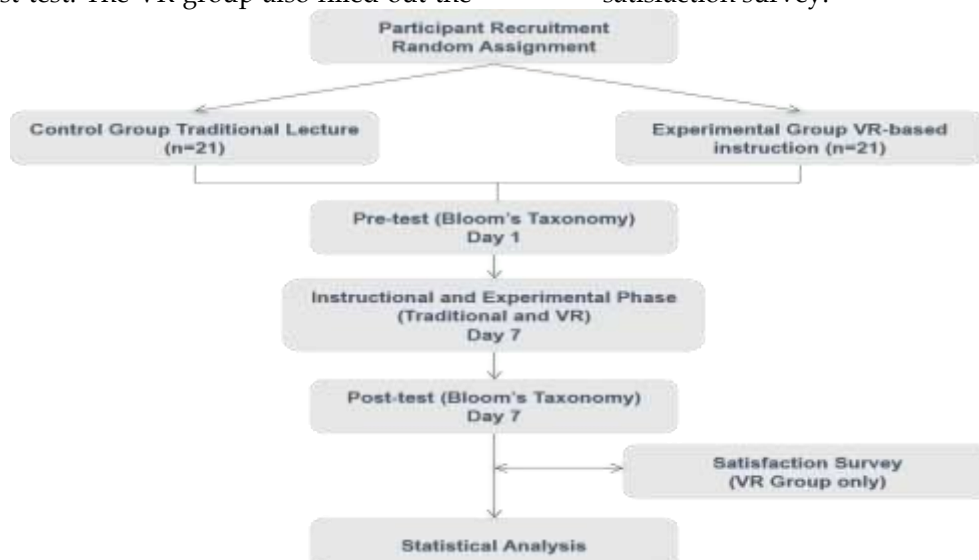 st-test. The VR group also filled out the satisfaction survey.
Participant Recruitment
Random Assignment
Control Group Traditional Lecture
(n=21)
Experimental Group VR-based
instruction (n=21)
Pre-test (Bloom's Taxonomy)
Day 1
Instructional and Experimental Phase
(Traditional and VR)
Day 7
Post-test (Bloom's Taxonomy)
Day 7
Satisfaction Survey
(VR Group only)
Statistical Analysis